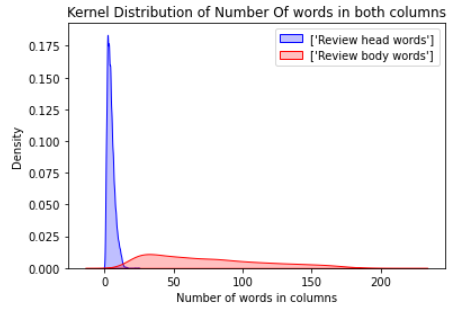 Kernel Distribution of Number Of words in both columns
['Review head words']
['Review body words']
Density
0.175
0.150
0.125
0.100
0.075
0.050
0.025
0.000
0 50 100 150 200
Number of words in columns